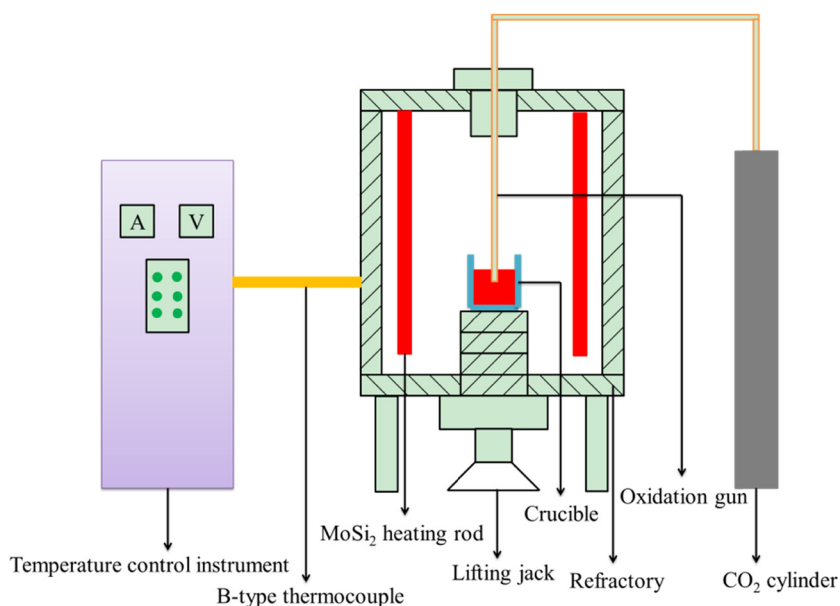 A
V
Oxidation gun
Crucible
MoSi₂ heating rod
Temperature control instrument
Lifting jack
Refractory
CO₂ cylinder
B-type thermocouple